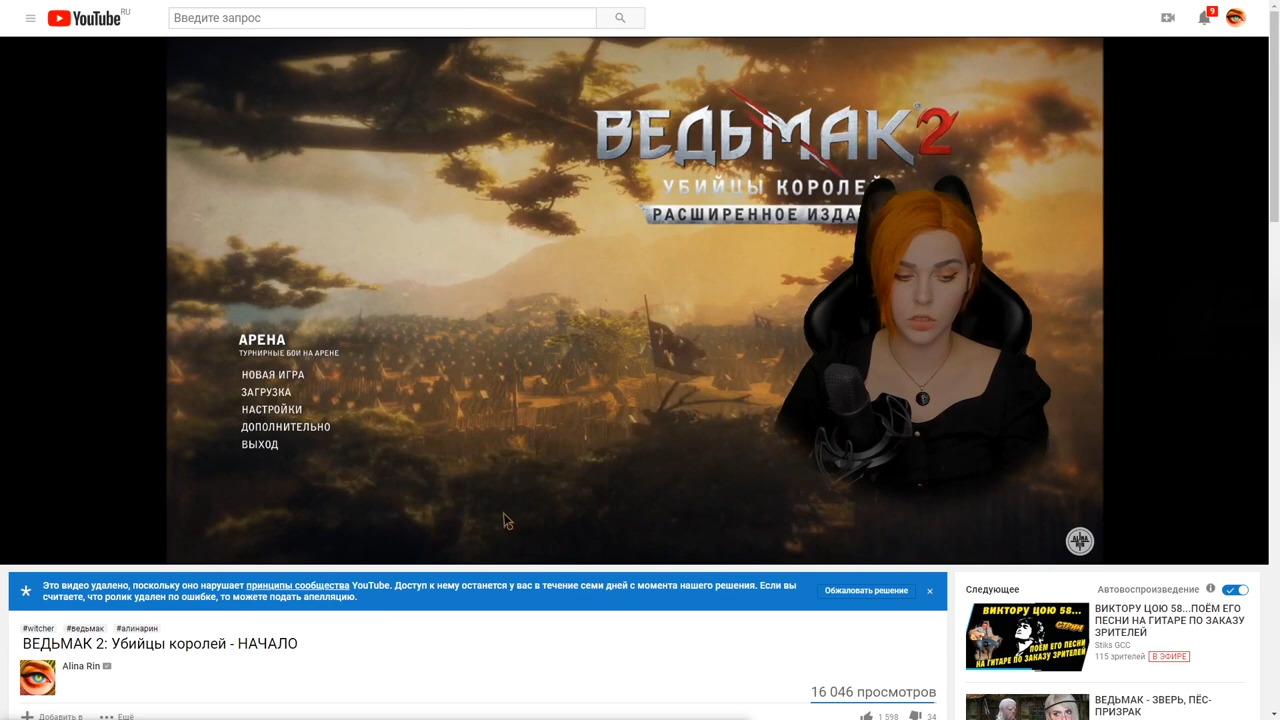 YouTube RU
Введите запрос
9
ВЕДЬМАК 2
УБИЙЦЫ КОРОЛЕЙ
РАСШИРЕННОЕ ИЗДА
АРЕНА
ТУРНИРНЫЕ БОИ НА АРЕНЕ
НОВАЯ ИГРА
ЗАГРУЗКА
НАСТРОЙКИ
ДОПОЛНИТЕЛЬНО
ВЫХОД
ALINA RIN
Это видео удалено, поскольку оно нарушает принципы сообщества YouTube. Доступ к нему останется у вас в течение семи дней с момента нашего решения. Если вы
считаете, что ролик удален по ошибке, то можете подать апелляцию.
Обжаловать решение
#witcher #ведьмак #алинарин
ВЕДЬМАК 2: Убийцы королей - НАЧАЛО
Alina Rin
16 046 просмотров
Добавить в
Ещё
1 598
34
Следующее
Автовоспроизведение
ВИКТОРУ ЦОЮ 58...
СТРИМ
ПОЁМ ЕГО ПЕСНИ
НА ГИТАРЕ ПО ЗАКАЗУ ЗРИТЕЛЕЙ
ВИКТОРУ ЦОЮ 58...ПОЁМ ЕГО
ПЕСНИ НА ГИТАРЕ ПО ЗАКАЗУ
ЗРИТЕЛЕЙ
Stiks GCC
115 зрителей
В ЭФИРЕ
ВЕДЬМАК - ЗВЕРЬ, ПЁС-
ПРИЗРАК